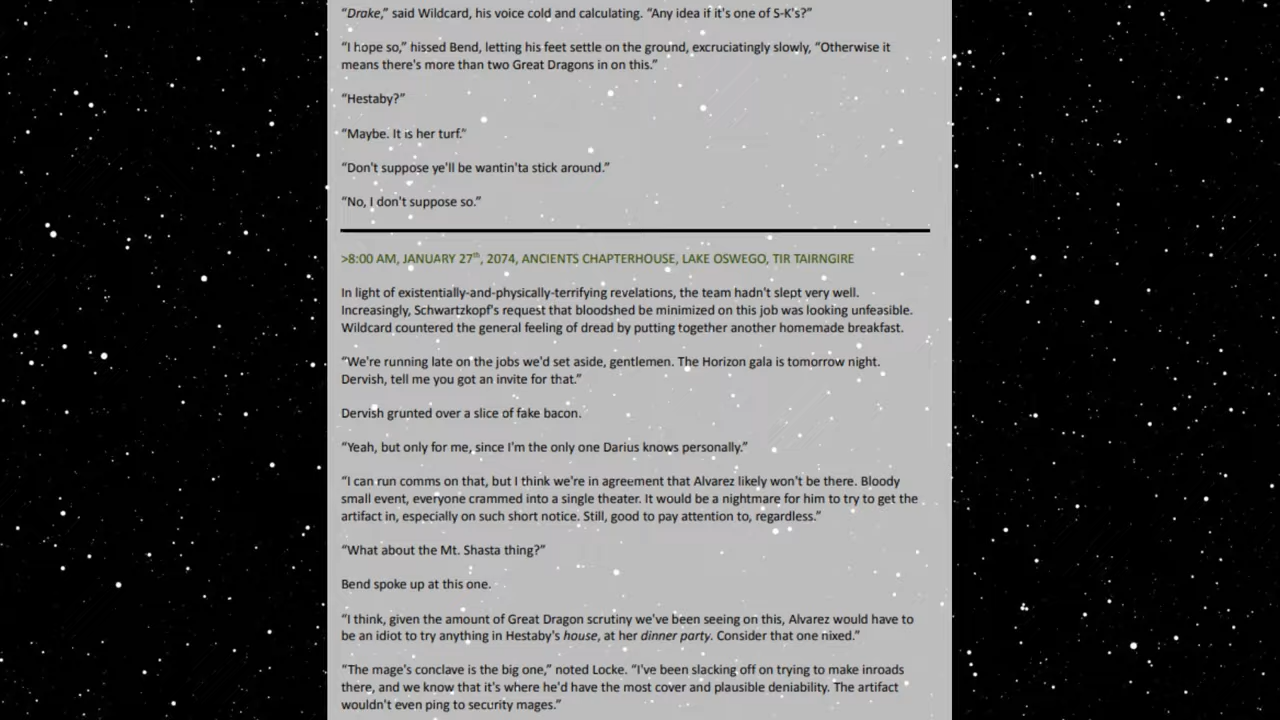 “Drake,” said Wildcard, his voice cold and calculating. “Any idea if it's one of S-K's?”
“I hope so,” hissed Bend, letting his feet settle on the ground, excruciatingly slowly, “Otherwise it
means there's more than two Great Dragons in on this.”
“Hestaby?”
“Maybe. It is her turf.”
“Don't suppose ye'll be wantin'ta stick around.”
“No, I don't suppose so.”
>8:00 AM, JANUARY 27th, 2074, ANCIENTS CHAPTERHOUSE, LAKE OSWEGO, TIR TAIRNGIRE
In light of existentially-and-physically-terrifying revelations, the team hadn't slept very well.
Increasingly, Schwartzkopf's request that bloodshed be minimized on this job was looking unfeasible.
Wildcard countered the general feeling of dread by putting together another homemade breakfast.
“We're running late on the jobs we'd set aside, gentlemen. The Horizon gala is tomorrow night.
Dervish, tell me you got an invite for that.”
Dervish grunted over a slice of fake bacon.
“Yeah, but only for me, since I'm the only one Darius knows personally.”
“I can run comms on that, but I think we're in agreement that Alvarez likely won't be there. Bloody
small event, everyone crammed into a single theater. It would be a nightmare for him to try to get the
artifact in, especially on such short notice. Still, good to pay attention to, regardless.”
“What about the Mt. Shasta thing?”
Bend spoke up at this one.
“I think, given the amount of Great Dragon scrutiny we've been seeing on this, Alvarez would have to
be an idiot to try anything in Hestaby's house, at her dinner party. Consider that one nixed.”
“The mage's conclave is the big one,” noted Locke. “I've been slacking off on trying to make inroads
there, and we know that it's where he'd have the most cover and plausible deniability. The artifact
wouldn't even ping to security mages.”